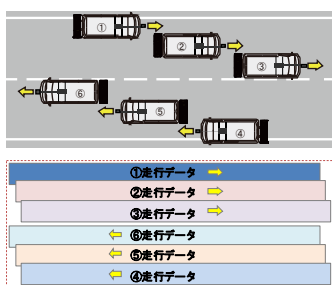 ①
②
③
⑥
⑤
④
①走行データ
②走行データ
③走行データ
⑥走行データ
⑤走行データ
④走行データ